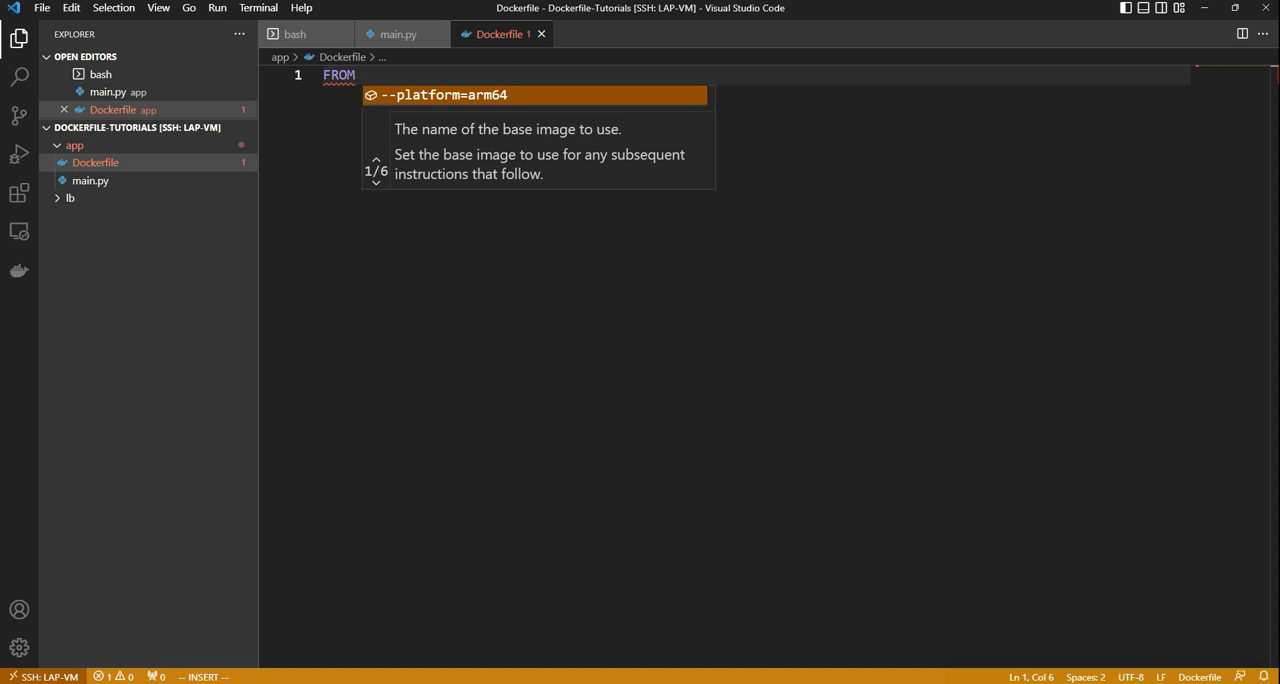 File Edit Selection View Go Run Terminal Help Dockerfile - Dockerfile-Tutorials [SSH: LAP-VM] - Visual Studio Code
EXPLORER
OPEN EDITORS
bash
main.py app
Dockerfile app 1
DOCKERFILE-TUTORIALS [SSH: LAP-VM]
app
Dockerfile 1
main.py
lb
bash main.py Dockerfile 1
app > Dockerfile > ...
1 FROM
--platform=arm64
The name of the base image to use.
Set the base image to use for any subsequent
1/6 instructions that follow.
SSH: LAP-VM 1 0 0 -- INSERT -- Ln 1, Col 6 Spaces: 2 UTF-8 LF Dockerfile